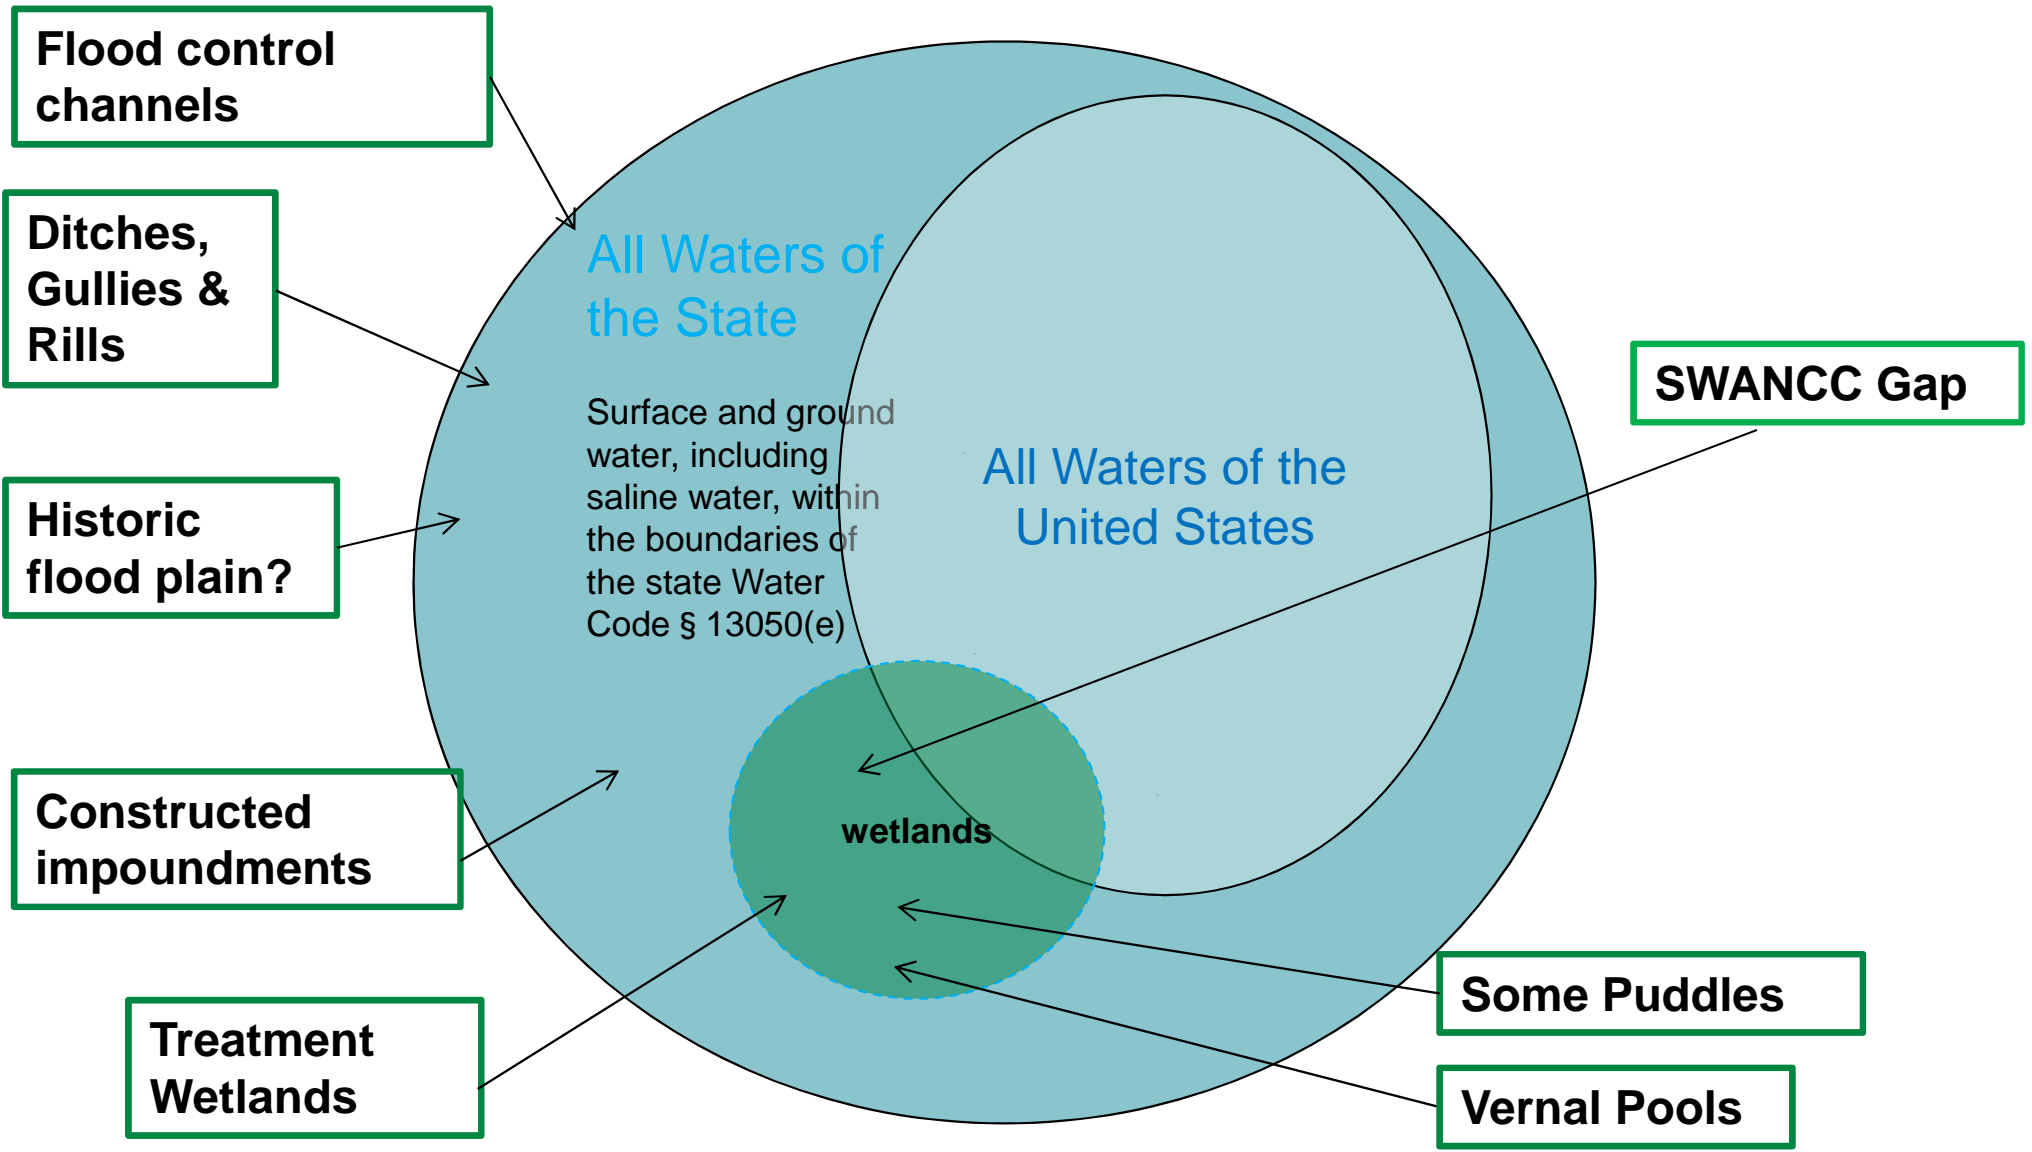 Flood control
channels
Ditches,
Gullies &
Rills
Historic
flood plain?
Constructed
impoundments
Treatment
Wetlands
All Waters of
the State
Surface and ground
water, including
saline water, within
the boundaries of
the state Water
Code § 13050(e)
All Waters of the
United States
wetlands
SWANCC Gap
Some Puddles
Vernal Pools